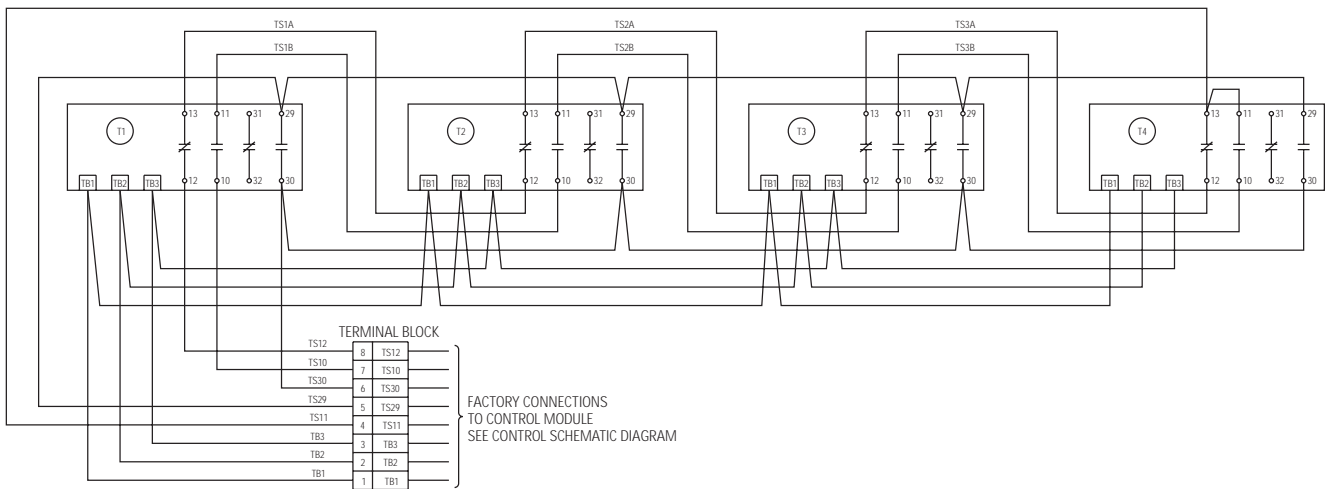 TS1A TS2A TS3A
TS1B TS2B TS3B
13 11 31 29 13 11 31 29 13 11 31 29 13 11 31 29
T1 T2 T3 T4
TB1 TB2 TB3 12 10 32 30 TB1 TB2 TB3 12 10 32 30 TB1 TB2 TB3 12 10 32 30 TB1 TB2 TB3 12 10 32 30
TERMINAL BLOCK
TS12 8 TS12
TS10 7 TS10
TS30 6 TS30
TS29 5 TS29
TS11 4 TS11
TB3 3 TB3
TB2 2 TB2
TB1 1 TB1
FACTORY CONNECTIONS
TO CONTROL MODULE
SEE CONTROL SCHEMATIC DIAGRAM